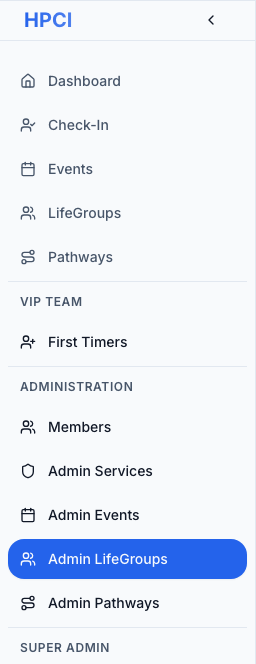 HPCI
Dashboard
Check-In
Events
LifeGroups
Pathways
VIP TEAM
First Timers
ADMINISTRATION
Members
Admin Services
Admin Events
Admin LifeGroups
Admin Pathways
SUPER ADMIN